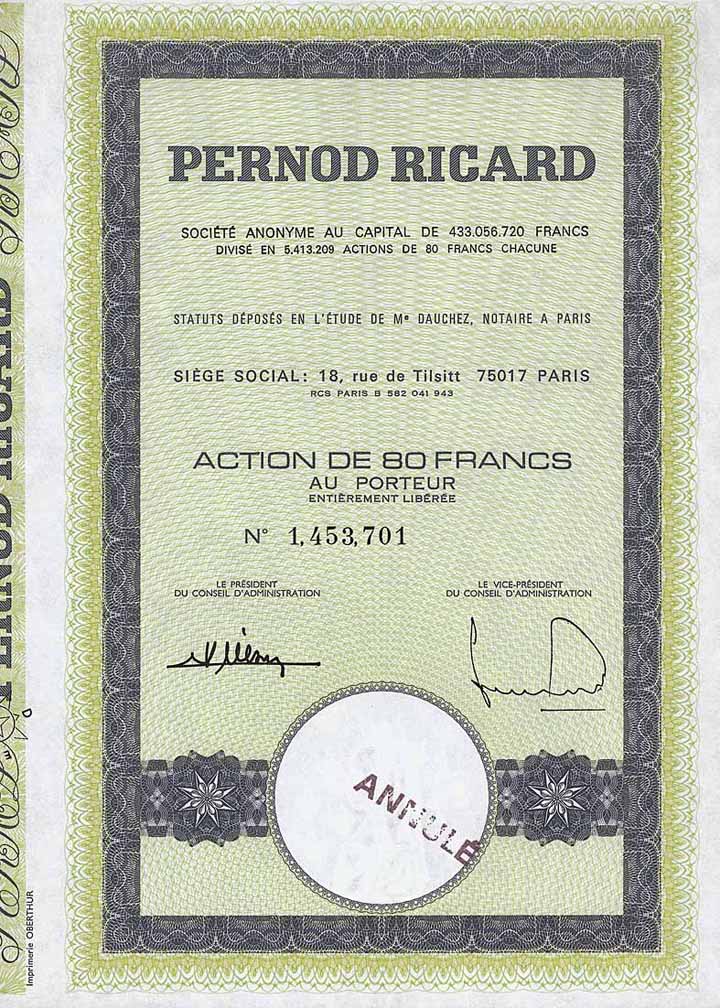 PERNOD RICARD
SOCIÉTÉ ANONYME AU CAPITAL DE 433.056.720 FRANCS
DIVISÉ EN 5.413.209 ACTIONS DE 80 FRANCS CHACUNE
STATUTS DÉPOSÉS EN L'ÉTUDE DE Me DAUCHEZ, NOTAIRE A PARIS
SIÈGE SOCIAL: 18, rue de Tilsitt 75017 PARIS
RCS PARIS B 582 041 943
ACTION DE 80 FRANCS
AU PORTEUR
ENTIÈREMENT LIBÉRÉE
N° 1,453,701
LE PRÉSIDENT
DU CONSEIL D'ADMINISTRATION
LE VICE-PRÉSIDENT
DU CONSEIL D'ADMINISTRATION
ANNULÉ
PERNOD RICARD
Imprimerie OBERTHUR